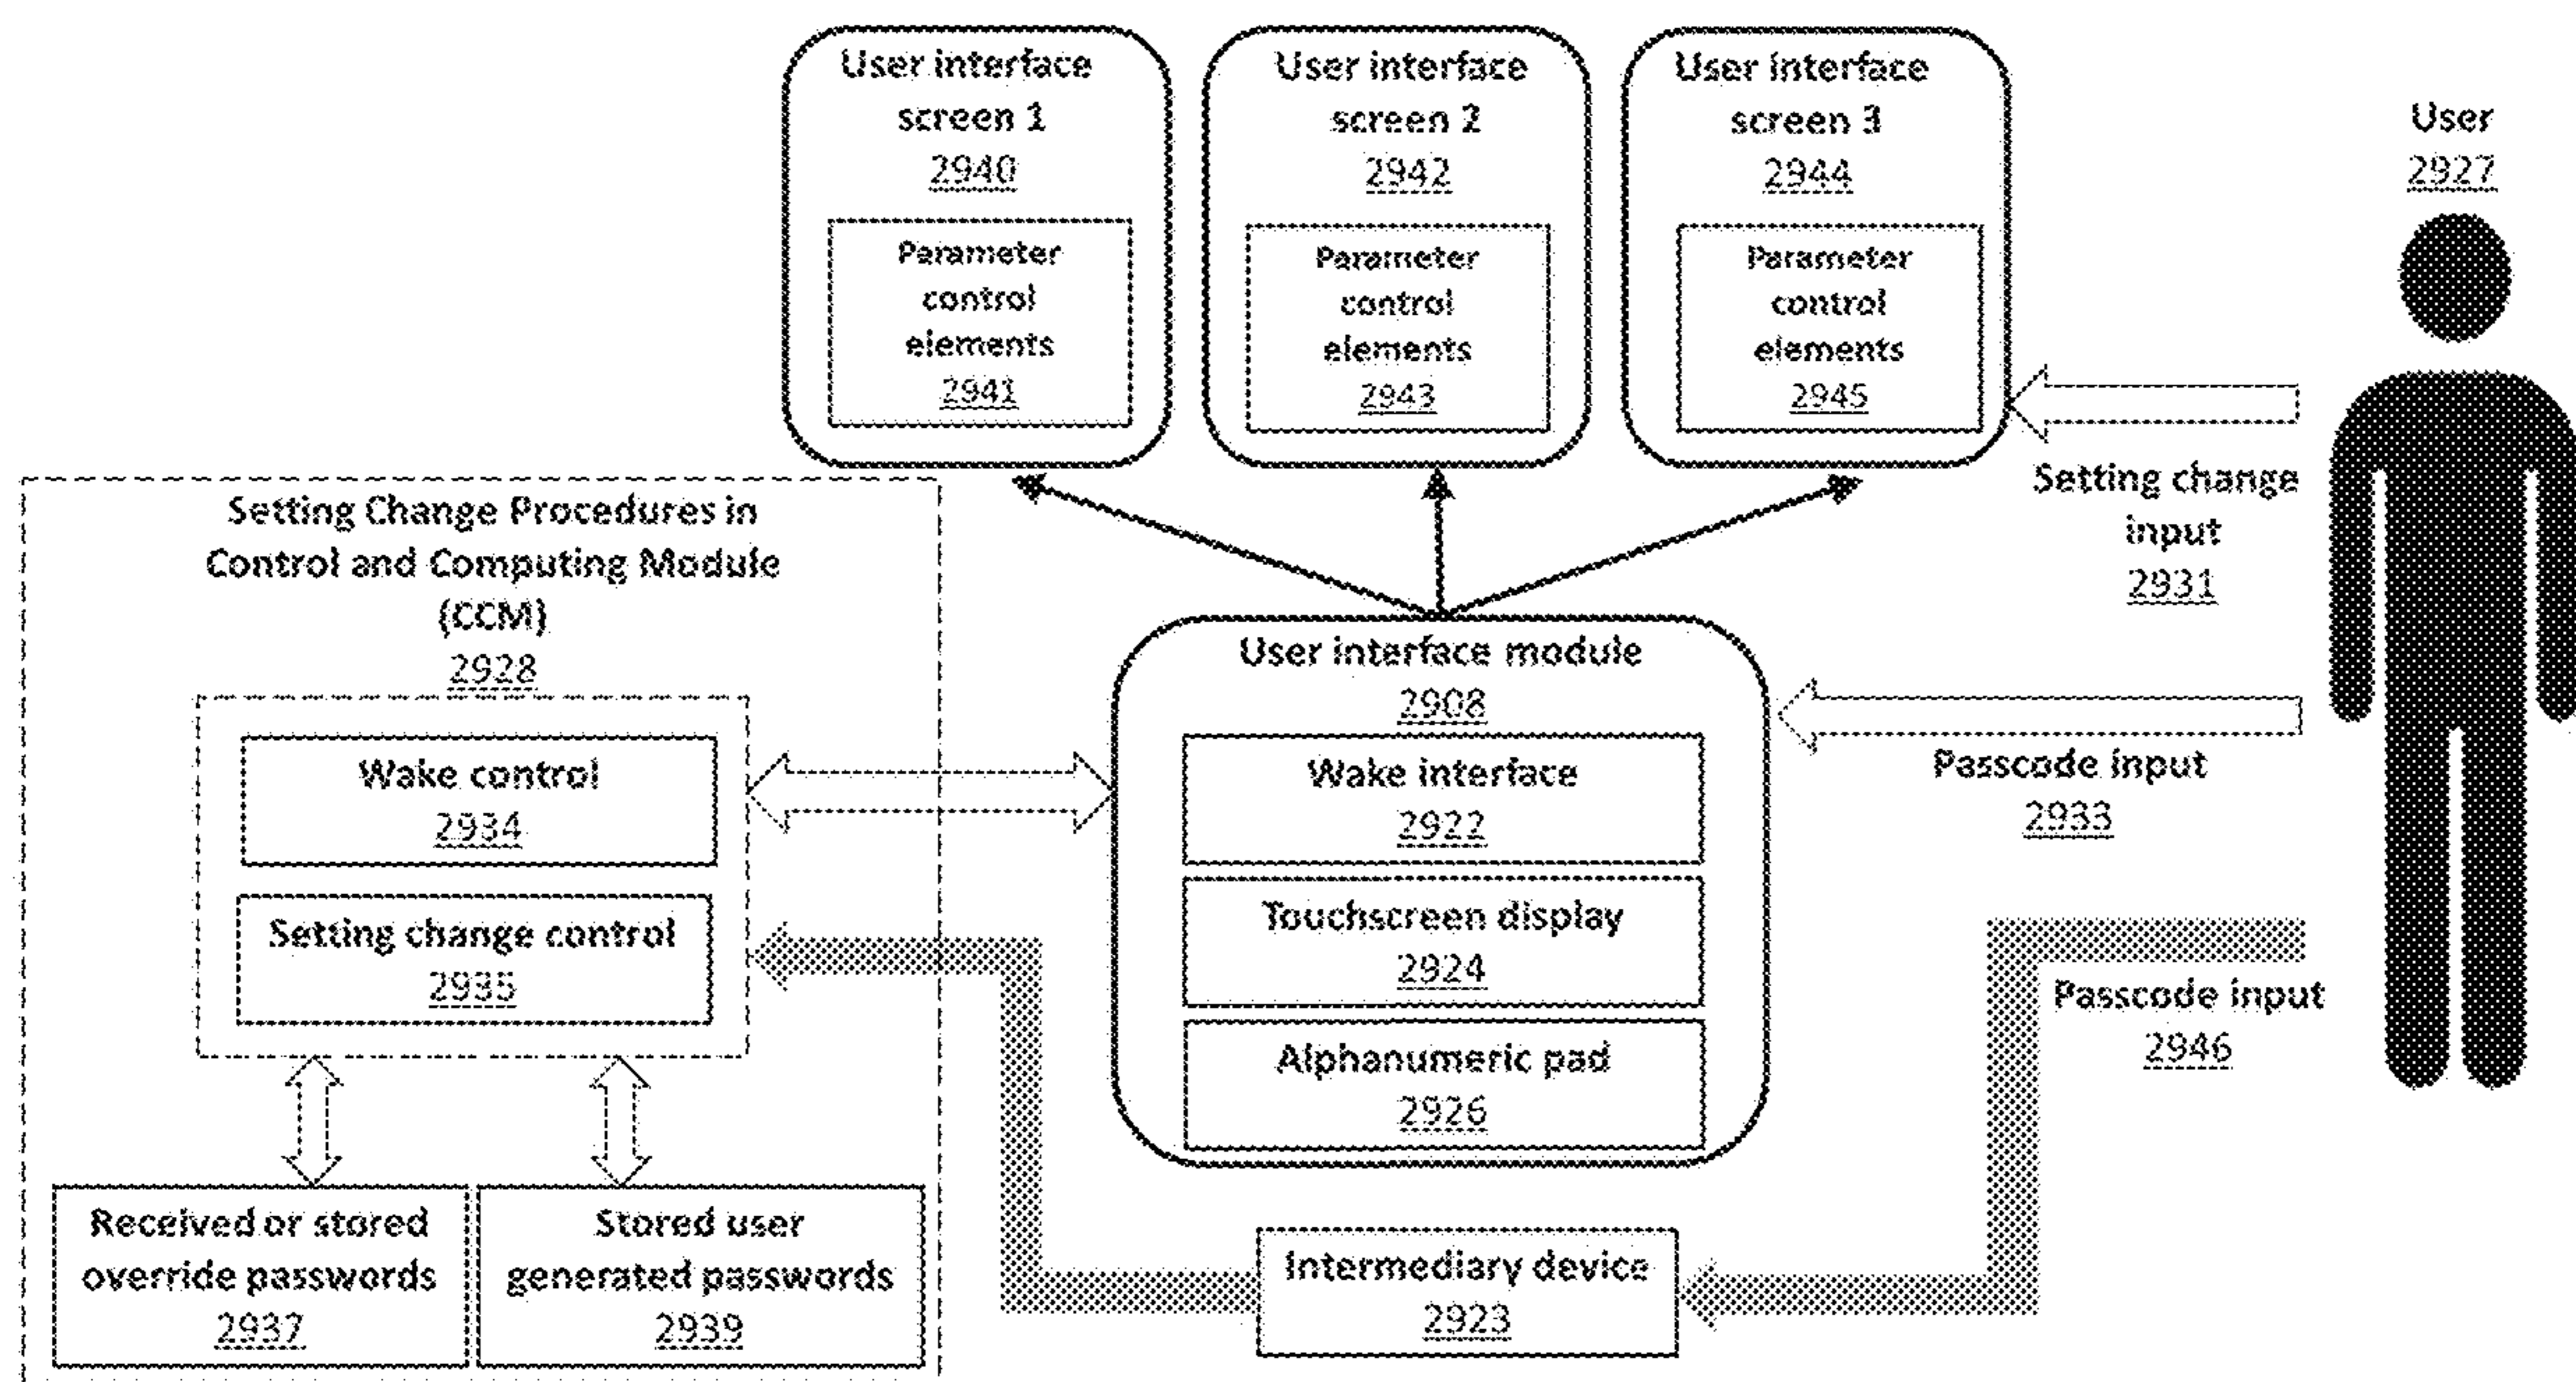 User interface
screen 1
2940
Parameter
control
elements
2941
User interface
screen 2
2942
Parameter
control
elements
2943
User interface
screen 3
2944
Parameter
control
elements
2945
User
2927
Setting change
input
2931
Setting Change Procedures in
Control and Computing Module
(CCM)
2928
Wake control
2934
Setting change control
2935
Received or stored
override passwords
2937
Stored user
generated passwords
2939
User interface module
2908
Wake interface
2922
Touchscreen display
2924
Alphanumeric pad
2926
Passcode input
2933
Passcode input
2946
Intermediary device
2923